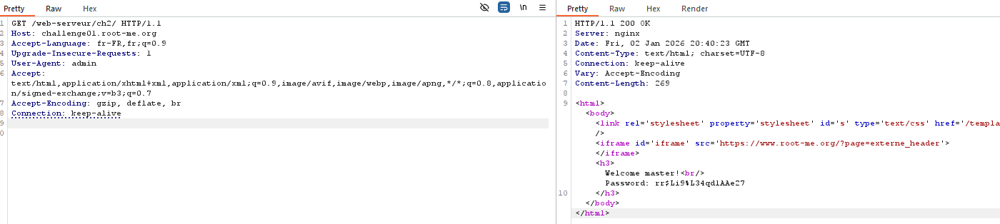 Pretty Raw Hex \n
1 GET /web-serveur/ch2/ HTTP/1.1
2 Host: challenge01.root-me.org
3 Accept-Language: fr-FR,fr;q=0.9
4 Upgrade-Insecure-Requests: 1
5 User-Agent: admin
6 Accept:
text/html,application/xhtml+xml,application/xml;q=0.9,image/avif,image/webp,image/apng,*/*;q=0.8,applicatio
n/signed-exchange;v=b3;q=0.7
7 Accept-Encoding: gzip, deflate, br
8 Connection: keep-alive
9
0
Pretty Raw Hex Render
1 HTTP/1.1 200 OK
2 Server: nginx
3 Date: Fri, 02 Jan 2026 20:40:23 GMT
4 Content-Type: text/html; charset=UTF-8
5 Connection: keep-alive
6 Vary: Accept-Encoding
7 Content-Length: 269
8
9 <html>
<body>
<link rel='stylesheet' property='stylesheet' id='s' type='text/css' href='/templa
/>
<iframe id='iframe' src='https://www.root-me.org/?page=externe_header'>
</iframe>
<h3>
Welcome master!<br/>
Password: rr$Li9%L34qd1AAe27
10 </h3>
</body>
</html>